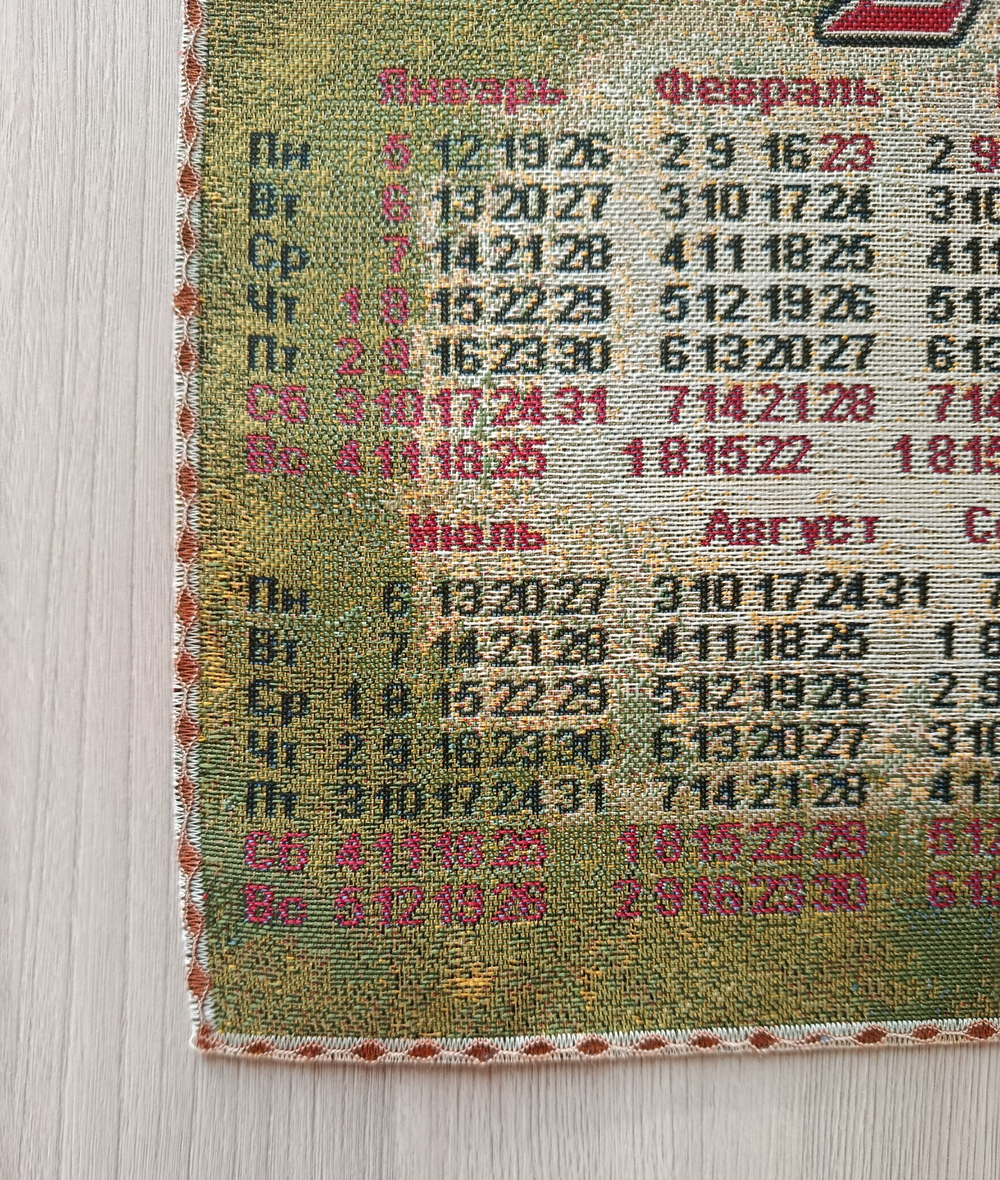 Январь Февраль
Пн 5 12 19 26 2 9 16 23 2 9
Вт 6 13 20 27 3 10 17 24 3 10
Ср 7 14 21 28 4 11 18 25 4 11
Чт 1 8 15 22 29 5 12 19 26 5 12
Пт 2 9 16 23 30 6 13 20 27 6 13
Сб 3 10 17 24 31 7 14 21 28 7 14
Вс 4 11 18 25 1 8 15 22 1 8 15
Июль Август
Пн 6 13 20 27 3 10 17 24 31 7
Вт 7 14 21 28 4 11 18 25 1 8
Ср 1 8 15 22 29 5 12 19 26 2 9
Чт 2 9 16 23 30 6 13 20 27 3 10
Пт 3 10 17 24 31 7 14 21 28 4 11
Сб 4 11 18 25 1 8 15 22 29 5 12
Вс 5 12 19 26 2 9 16 23 30 6 13